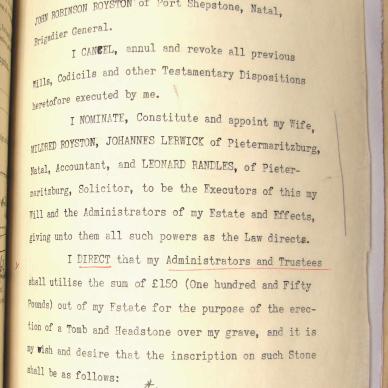 JOHN ROBINSON ROYSTON of Port Shepstone, Natal,
Brigadier General.
I CANCEL, annul and revoke all previous
Wills, Codicils and other Testamentary Dispositions
heretofore executed by me.
I NOMINATE, Constitute and appoint my Wife,
MILDRED ROYSTON, JOHANNES LERWICK of Pietermaritzburg,
Natal, Accountant, and LEONARD RANDLES, of Pieter-
maritzburg, Solicitor, to be the Executors of this my
Will and the Administrators of my Estate and Effects,
giving unto them all such powers as the Law directs.
I DIRECT that my Administrators and Trustees
shall utilise the sum of £150 (One hundred and Fifty
Pounds) out of my Estate for the purpose of the erec-
tion of a Tomb and Headstone over my grave, and it is
my wish and desire that the inscription on such Stone
shall be as follows: